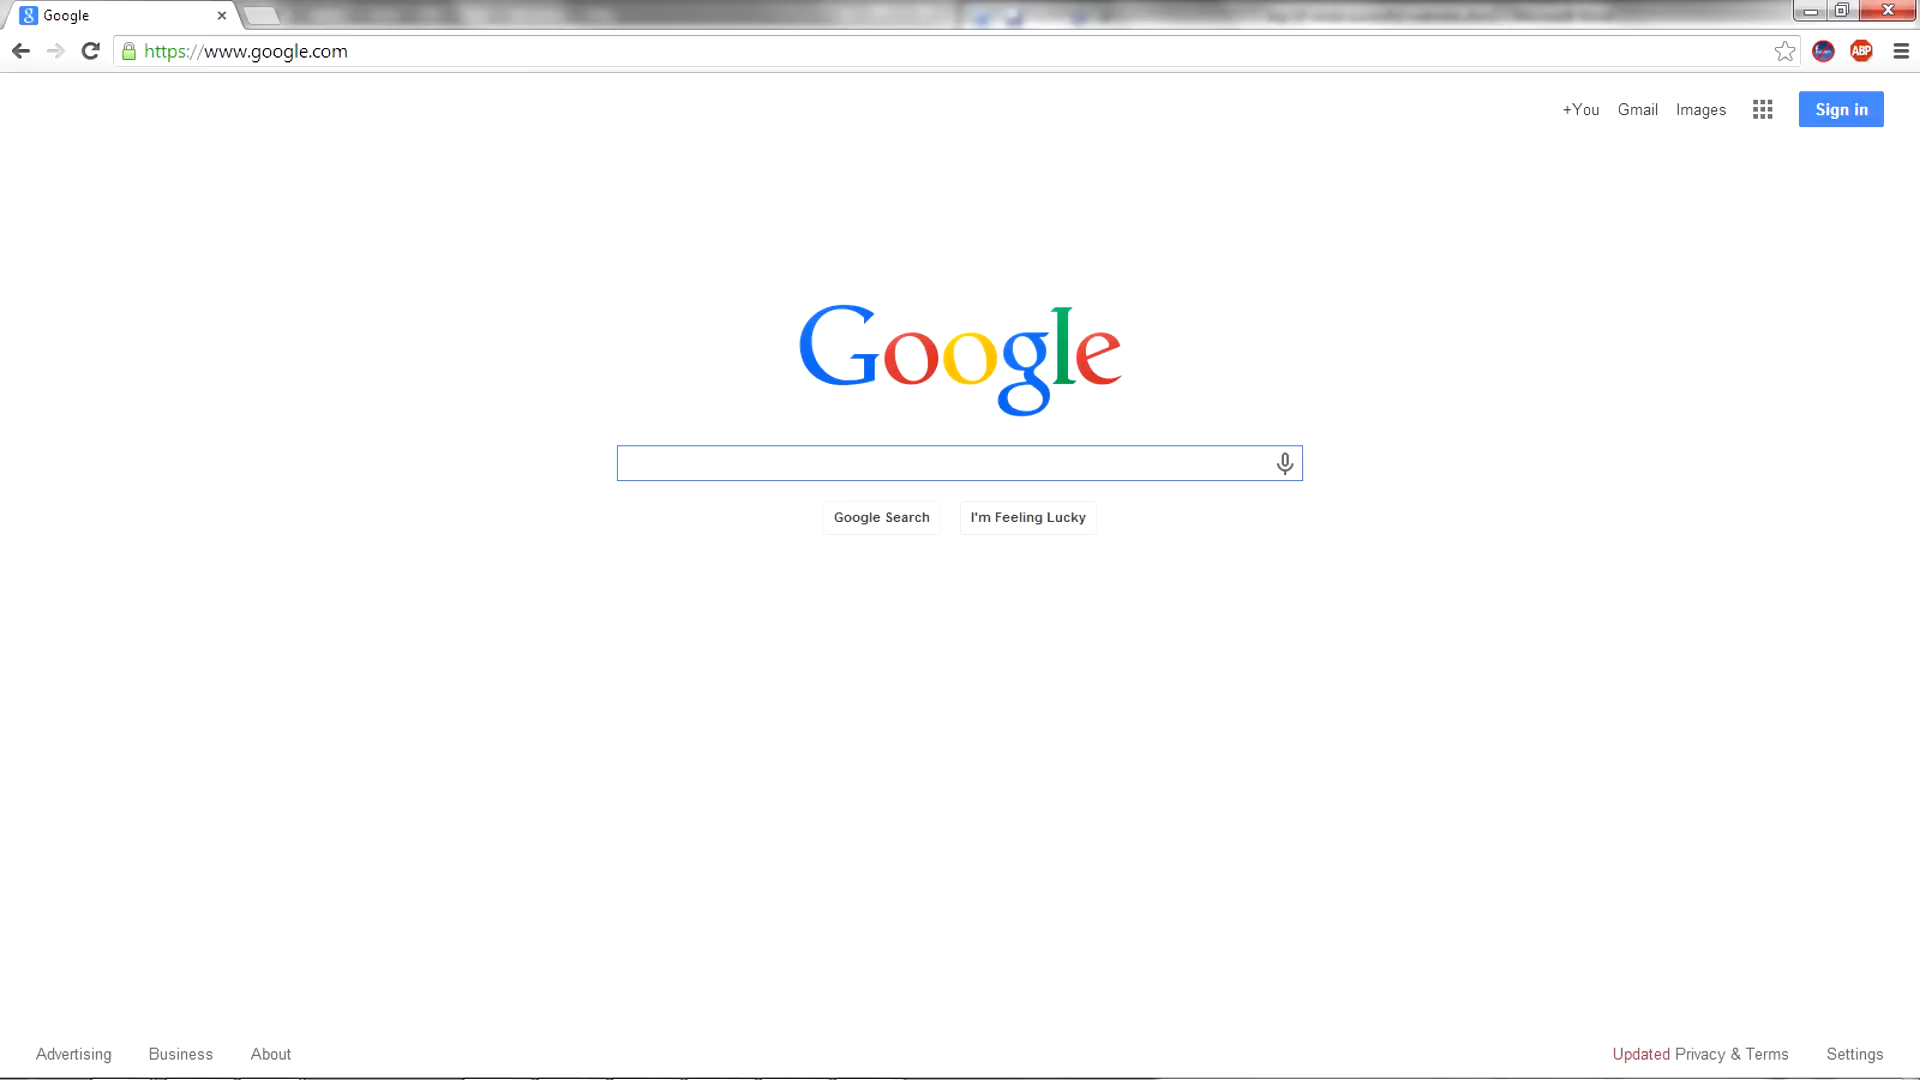 Google
https://www.google.com
ABP
+You Gmail Images Sign in
Google
Google Search I'm Feeling Lucky
Advertising Business About Updated Privacy & Terms Settings